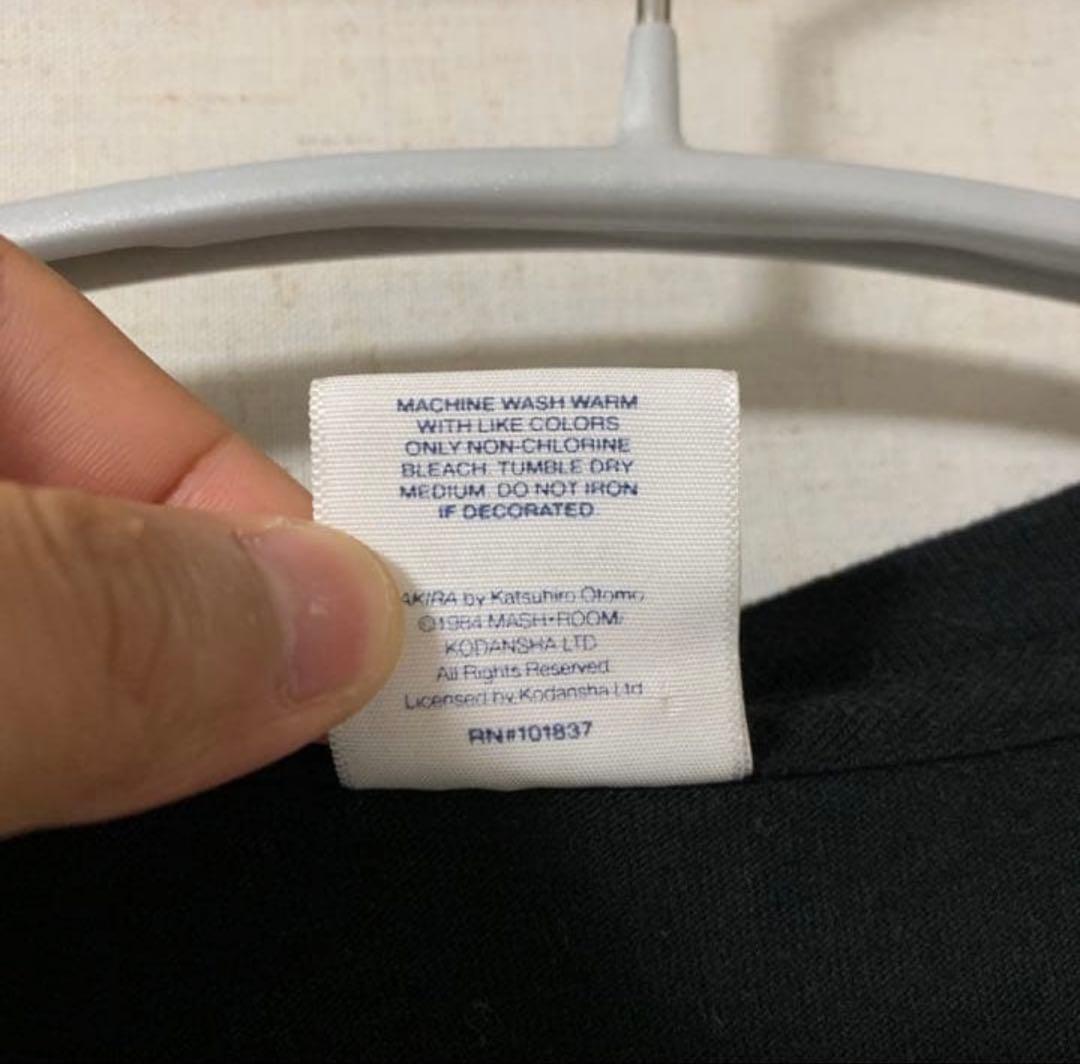 MACHINE WASH WARM
WITH LIKE COLORS
ONLY NON-CHLORINE
BLEACH. TUMBLE DRY
MEDIUM. DO NOT IRON
IF DECORATED
AKIRA by Katsuhiro Otomo
©1984 MASH•ROOM/
KODANSHA LTD
All Rights Reserved
Licensed by Kodansha Ltd
RN#101837